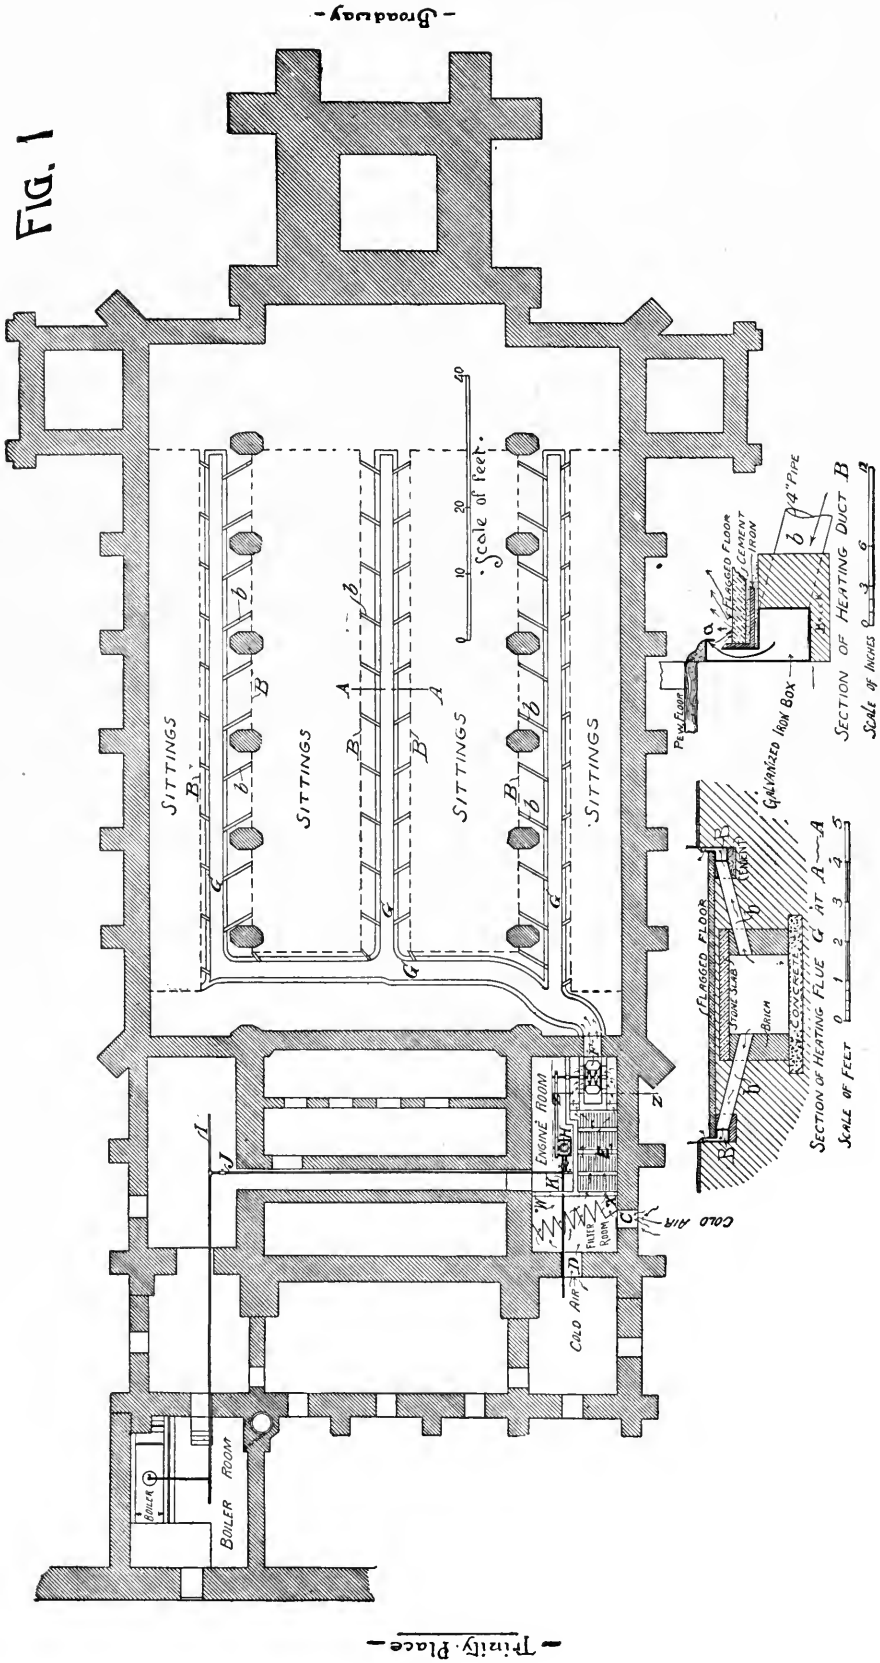 FIG. 1
- Broadway -
SITTINGS
SITTINGS
SITTINGS
SITTINGS
B
b
b
B
b
B
A
A
B
B
b
b
G
G
G
G
0 10 20 40
Scale of feet.
I
J
ENGINE ROOM
H
K
E
F
Z
Z
W
X
FILTER
ROOM
C
COLD AIR
D
COLD AIR
BOILER
BOILER ROOM
- Trinity Place -
FLAGGED FLOOR
STONE SLAB
B
B
b
b
CEMENT
BRICK
CONCRETE
SECTION OF HEATING FLUE G AT A—A
SCALE OF FEET 0 1 2 3 4 5
PEW FLOOR
a
FLAGGED FLOOR
CEMENT
IRON
b
4" PIPE
GALVANIZED IRON BOX
SECTION OF HEATING DUCT B
SCALE OF INCHES 0 3 6 12